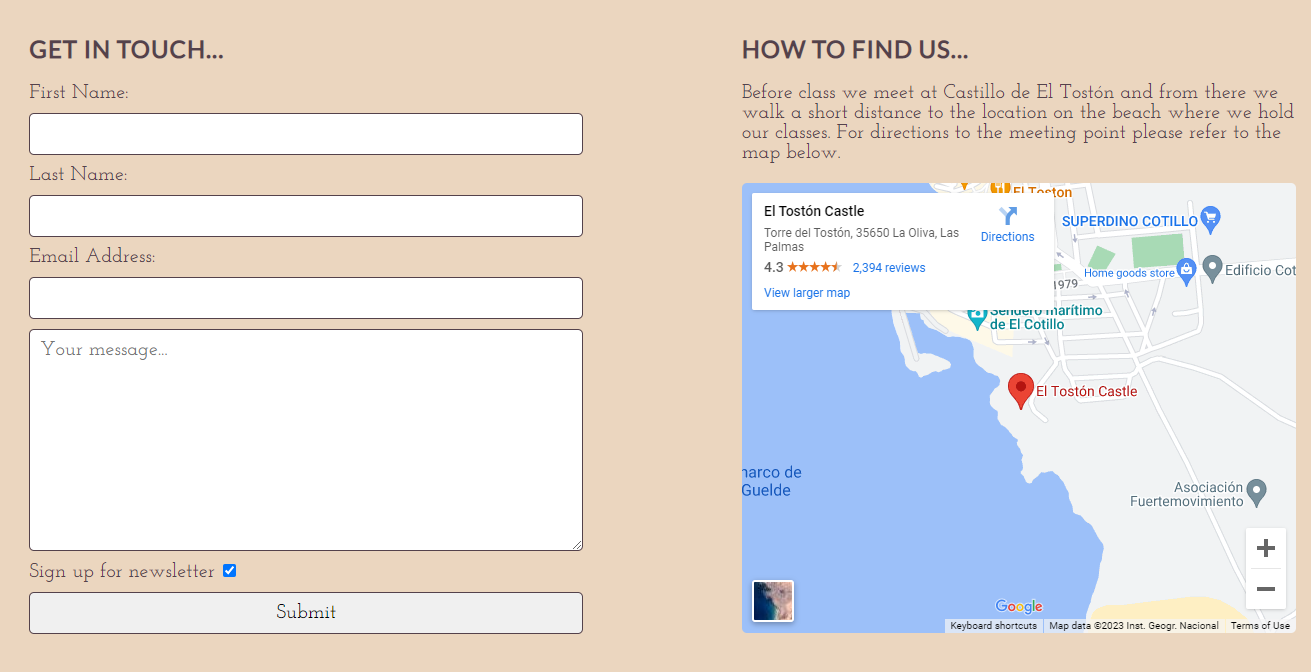 GET IN TOUCH...
First Name:
Last Name:
Email Address:
Your message...
Sign up for newsletter
Submit
HOW TO FIND US...
Before class we meet at Castillo de El Tostón and from there we
walk a short distance to the location on the beach where we hold
our classes. For directions to the meeting point please refer to the
map below.
El Tostón Castle
Torre del Tostón, 35650 La Oliva, Las
Palmas
4.3
2,394 reviews
View larger map
Directions
El Toston
SUPERDINO COTILLO
Home goods store
Edificio Cot
1979
Sendero marítimo
de El Cotillo
El Tostón Castle
marco de
Guelde
Asociación
Fuertemovimiento
Google
Keyboard shortcuts
Map data ©2023 Inst. Geogr. Nacional
Terms of Use